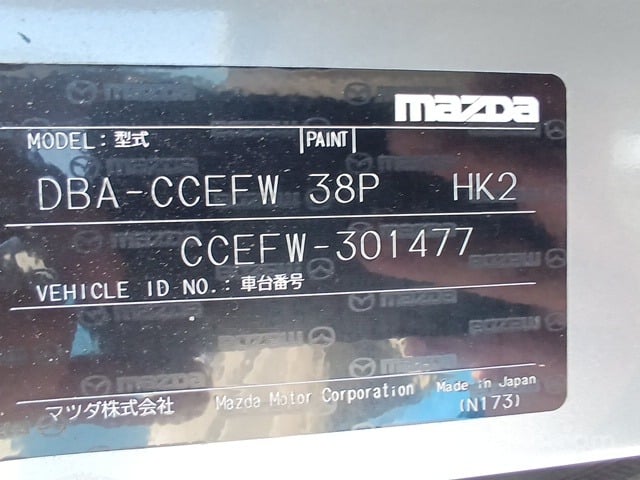 mazda
MODEL: 型式 |PAINT|
DBA-CCEFW 38P HK2
CCEFW-301477
VEHICLE ID NO.: 車台番号
マツダ株式会社 Mazda Motor Corporation Made in Japan
(N173)